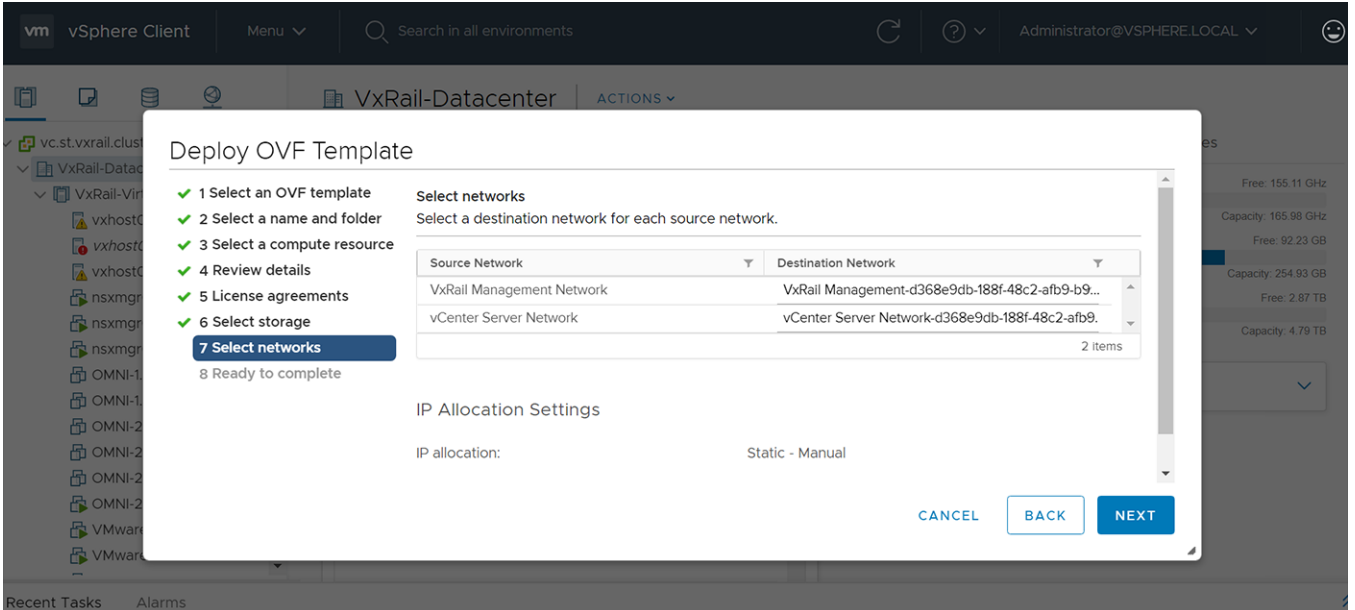 vm vSphere Client Menu Search in all environments Administrator@VSPHERE.LOCAL
VxRail-Datacenter ACTIONS
vc.st.vxrail.clust
VxRail-Datac
VxRail-Vir
vxhost0
vxhost0
vxhost0
nsxmgr
nsxmgr
nsxmgr
OMNI-1.
OMNI-1.
OMNI-2
OMNI-2
OMNI-2
OMNI-2
VMware
VMware
Deploy OVF Template
1 Select an OVF template
2 Select a name and folder
3 Select a compute resource
4 Review details
5 License agreements
6 Select storage
7 Select networks
8 Ready to complete
Select networks
Select a destination network for each source network.
Source Network Destination Network
VxRail Management Network VxRail Management-d368e9db-188f-48c2-afb9-b9...
vCenter Server Network vCenter Server Network-d368e9db-188f-48c2-afb9.
2 items
IP Allocation Settings
IP allocation: Static - Manual
CANCEL BACK NEXT
es
Free: 155.11 GHz
Capacity: 165.98 GHz
Free: 92.23 GB
Capacity: 254.93 GB
Free: 2.87 TB
Capacity: 4.79 TB
Recent Tasks Alarms